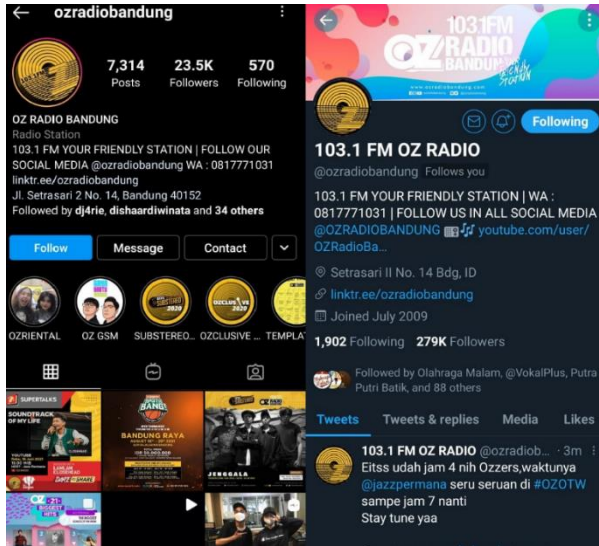 ozradiobandung
7,314 23.5K 570
Posts Followers Following
OZ RADIO BANDUNG
Radio Station
103.1 FM YOUR FRIENDLY STATION | FOLLOW OUR
SOCIAL MEDIA @ozradiobandung WA : 0817771031
linktr.ee/ozradiobandung
Jl. Setrasari 2 No. 14, Bandung 40152
Followed by dj4rie, dishaardiwinata and 34 others
Follow Message Contact
OZRIENTAL OZ GSM SUBSTEREO... OZCLUSIVE ... TEMPLA
SUPERTALKS
SOUNDTRACK
OF MY LIFE
BANG!
BANDUNG RAYA
JENGGALA
OZ 21
BIGGEST
HITS
103.1FM
OZ RADIO
BANDUNG
www.ozradiobandung.com
Following
103.1 FM OZ RADIO
@ozradiobandung Follows you
103.1 FM YOUR FRIENDLY STATION | WA :
0817771031 | FOLLOW US IN ALL SOCIAL MEDIA
@OZRADIOBANDUNG youtube.com/user/
OZRadioBa...
Setrasari II No. 14 Bdg, ID
linktr.ee/ozradiobandung
Joined July 2009
1,902 Following 279K Followers
Followed by Olahraga Malam, @VokalPlus, Putra
Putri Batik, and 88 others
Tweets Tweets & replies Media Likes
103.1 FM OZ RADIO @ozradiob... · 3m
Eitss udah jam 4 nih Ozzers,waktunya
@jazzpermana seru seruan di #OZOTW
sampe jam 7 nanti
Stay tune yaa